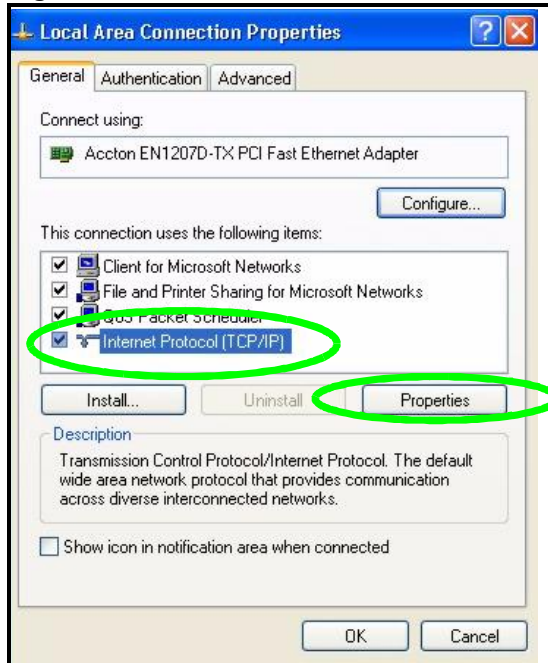 Local Area Connection Properties
General Authentication Advanced
Connect using:
Accton EN1207D-TX PCI Fast Ethernet Adapter
Configure...
This connection uses the following items:
Client for Microsoft Networks
File and Printer Sharing for Microsoft Networks
QoS Packet Scheduler
Internet Protocol (TCP/IP)
Install... Uninstall Properties
Description
Transmission Control Protocol/Internet Protocol. The default
wide area network protocol that provides communication
across diverse interconnected networks.
Show icon in notification area when connected
OK Cancel